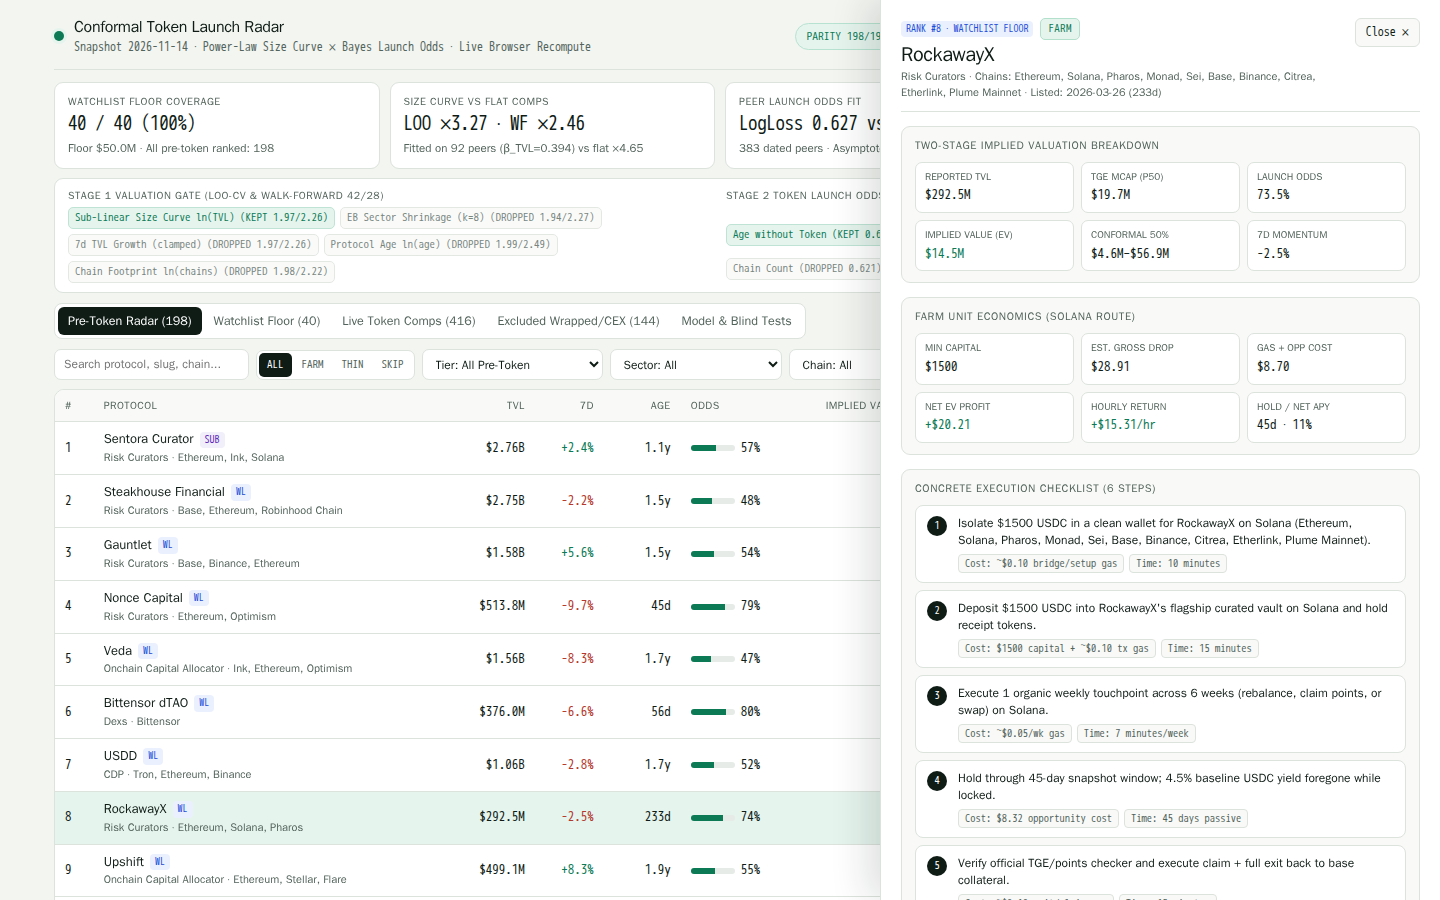 Conformal Token Launch Radar
Snapshot 2026-11-14 · Power-Law Size Curve × Bayes Launch Odds · Live Browser Recompute
PARITY 198/19
WATCHLIST FLOOR COVERAGE
40 / 40 (100%)
Floor $50.0M · All pre-token ranked: 198
SIZE CURVE VS FLAT COMPS
LOO ×3.27 · WF ×2.46
Fitted on 92 peers (β_TVL=0.394) vs flat ×4.65
PEER LAUNCH ODDS FIT
LogLoss 0.627 vs
383 dated peers · Asymptot
STAGE 1 VALUATION GATE (LOO-CV & WALK-FORWARD 42/28)
Sub-Linear Size Curve ln(TVL) (KEPT 1.97/2.26)
EB Sector Shrinkage (k=8) (DROPPED 1.94/2.27)
7d TVL Growth (clamped) (DROPPED 1.97/2.26)
Protocol Age ln(age) (DROPPED 1.99/2.49)
Chain Footprint ln(chains) (DROPPED 1.98/2.22)
STAGE 2 TOKEN LAUNCH ODDS
Age without Token (KEPT 0.6
Chain Count (DROPPED 0.621)
Pre-Token Radar (198)
Watchlist Floor (40)
Live Token Comps (416)
Excluded Wrapped/CEX (144)
Model & Blind Tests
Search protocol, slug, chain...
ALL FARM THIN SKIP
Tier: All Pre-Token
Sector: All
Chain: All
# PROTOCOL TVL 7D AGE ODDS IMPLIED VA
1 Sentora Curator SUB $2.76B +2.4% 1.1y 57%
Risk Curators · Ethereum, Ink, Solana
2 Steakhouse Financial WL $2.75B -2.2% 1.5y 48%
Risk Curators · Base, Ethereum, Robinhood Chain
3 Gauntlet WL $1.58B +5.6% 1.5y 54%
Risk Curators · Base, Binance, Ethereum
4 Nonce Capital WL $513.8M -9.7% 45d 79%
Risk Curators · Ethereum, Optimism
5 Veda WL $1.56B -8.3% 1.7y 47%
Onchain Capital Allocator · Ink, Ethereum, Optimism
6 Bittensor dTAO WL $376.0M -6.6% 56d 80%
Dexs · Bittensor
7 USDD WL $1.06B -2.8% 1.7y 52%
CDP · Tron, Ethereum, Binance
8 RockawayX WL $292.5M -2.5% 233d 74%
Risk Curators · Ethereum, Solana, Pharos
9 Upshift WL $499.1M +8.3% 1.9y 55%
Onchain Capital Allocator · Ethereum, Stellar, Flare
RANK #8 · WATCHLIST FLOOR
FARM
Close ×
RockawayX
Risk Curators · Chains: Ethereum, Solana, Pharos, Monad, Sei, Base, Binance, Citrea,
Etherlink, Plume Mainnet · Listed: 2026-03-26 (233d)
TWO-STAGE IMPLIED VALUATION BREAKDOWN
REPORTED TVL
$292.5M
TGE MCAP (P50)
$19.7M
LAUNCH ODDS
73.5%
IMPLIED VALUE (EV)
$14.5M
CONFORMAL 50%
$4.6M–$56.9M
7D MOMENTUM
-2.5%
FARM UNIT ECONOMICS (SOLANA ROUTE)
MIN CAPITAL
$1500
EST. GROSS DROP
$28.91
GAS + OPP COST
$8.70
NET EV PROFIT
+$20.21
HOURLY RETURN
+$15.31/hr
HOLD / NET APY
45d · 11%
CONCRETE EXECUTION CHECKLIST (6 STEPS)
1 Isolate $1500 USDC in a clean wallet for RockawayX on Solana (Ethereum,
Solana, Pharos, Monad, Sei, Base, Binance, Citrea, Etherlink, Plume Mainnet).
Cost: ~$0.10 bridge/setup gas
Time: 10 minutes
2 Deposit $1500 USDC into RockawayX's flagship curated vault on Solana and hold
receipt tokens.
Cost: $1500 capital + ~$0.10 tx gas
Time: 15 minutes
3 Execute 1 organic weekly touchpoint across 6 weeks (rebalance, claim points, or
swap) on Solana.
Cost: ~$0.05/wk gas
Time: 7 minutes/week
4 Hold through 45-day snapshot window; 4.5% baseline USDC yield foregone while
locked.
Cost: $8.32 opportunity cost
Time: 45 days passive
5 Verify official TGE/points checker and execute claim + full exit back to base
collateral.